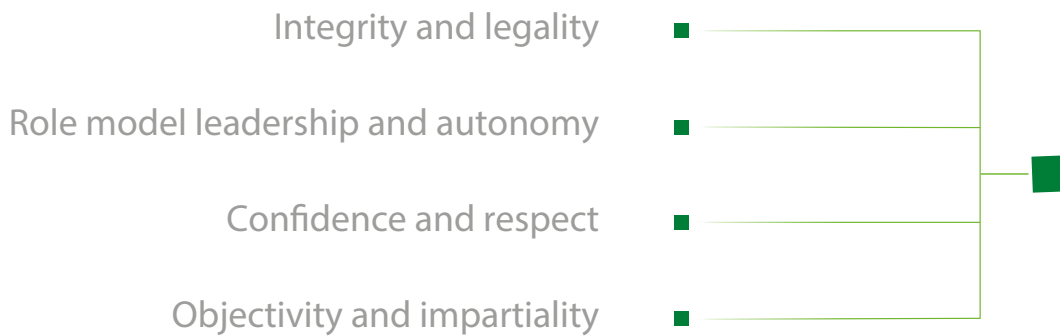 Integrity and legality
Role model leadership and autonomy
Confidence and respect
Objectivity and impartiality